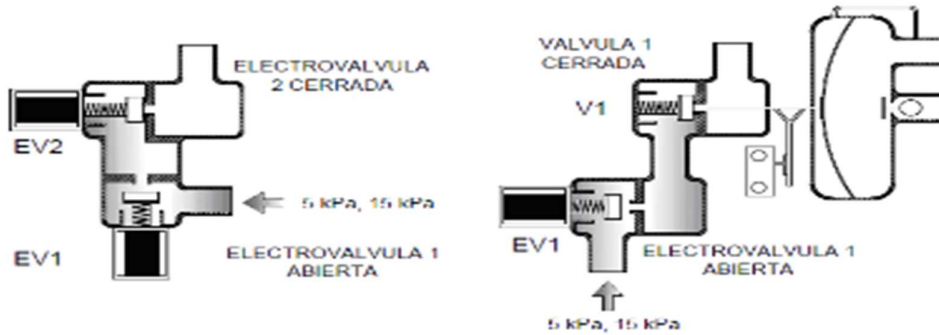 ELECTROVALVULA
2 CERRADA
EV2
5 kPa, 15 kPa
EV1
ELECTROVALVULA 1
ABIERTA
VALVULA 1
CERRADA
V1
EV1
ELECTROVALVULA 1
ABIERTA
5 kPa, 15 kPa